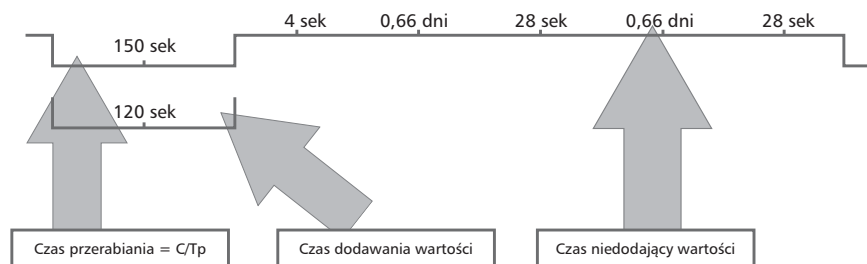 4 sek 0,66 dni 28 sek 0,66 dni 28 sek
150 sek
120 sek
Czas przerabiania = C/Tp Czas dodawania wartości Czas niedodający wartości